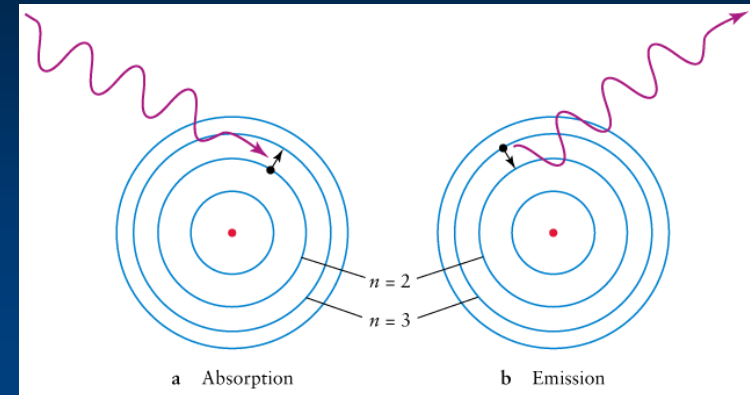 n = 2
n = 3
a Absorption
b Emission